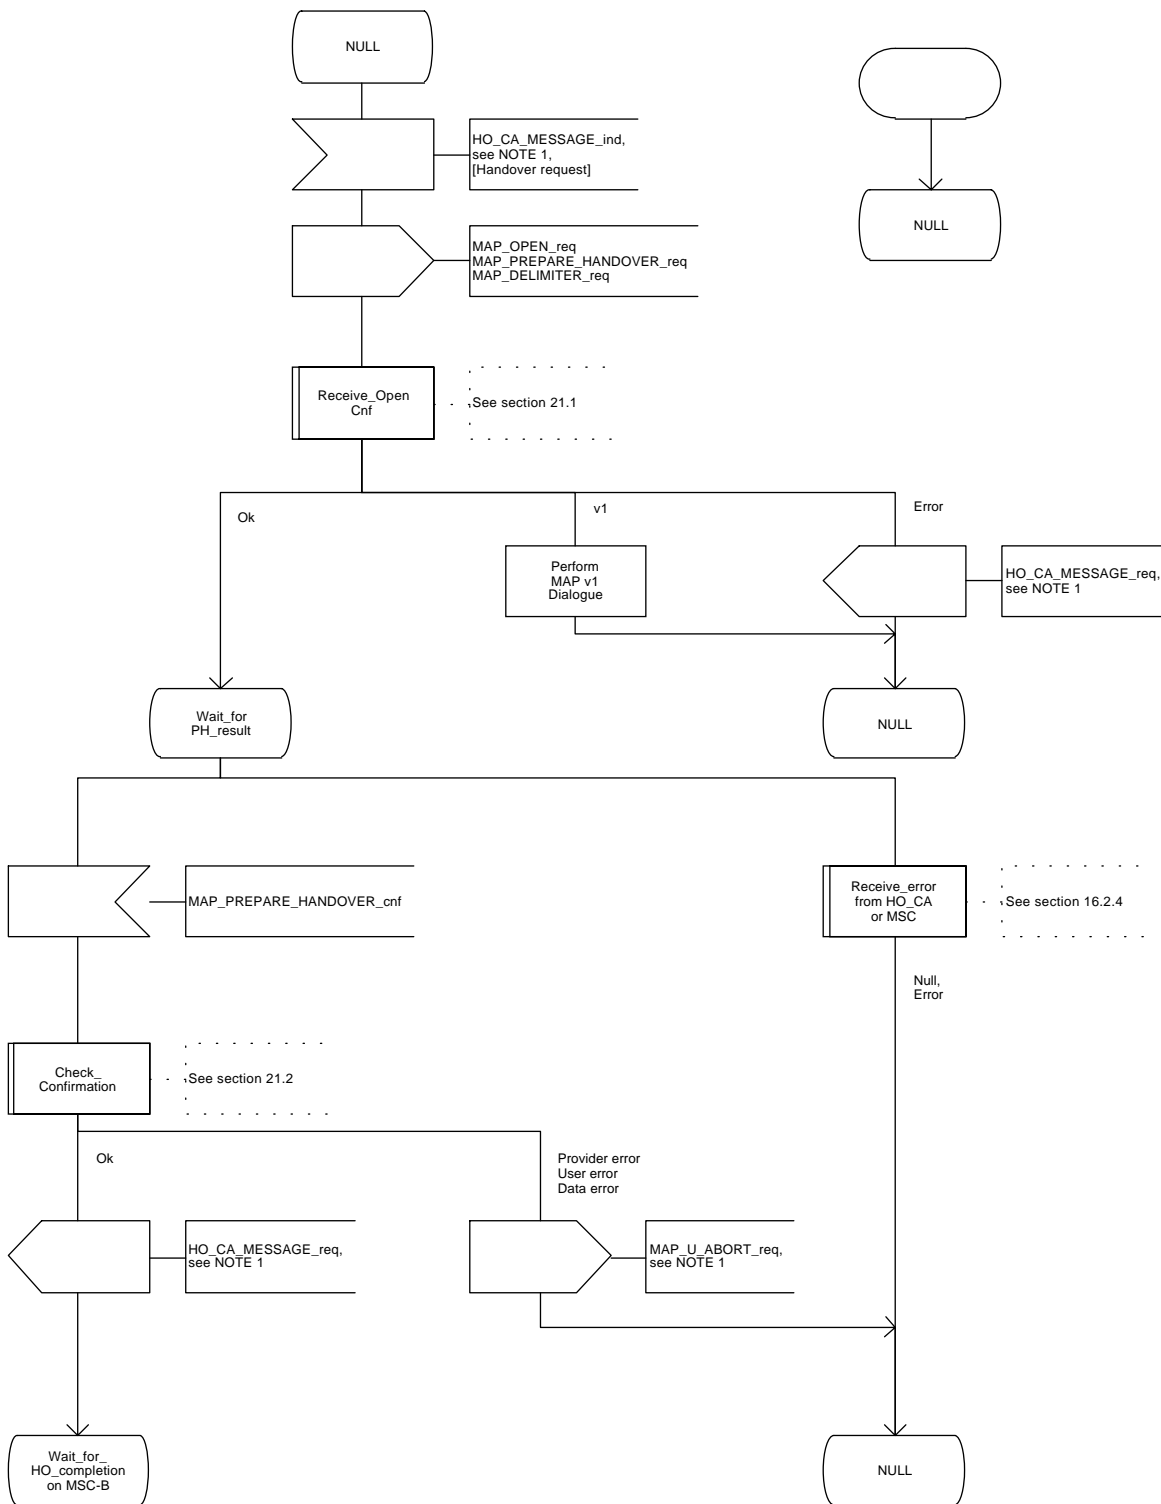 NULL
HO_CA_MESSAGE_ind,
see NOTE 1,
[Handover request]
NULL
MAP_OPEN_req
MAP_PREPARE_HANDOVER_req
MAP_DELIMITER_req
Receive_Open
Cnf
See section 21.1
Ok
v1
Error
Perform
MAP v1
Dialogue
HO_CA_MESSAGE_req,
see NOTE 1
Wait_for
PH_result
NULL
MAP_PREPARE_HANDOVER_cnf
Receive_error
from HO_CA
or MSC
See section 16.2.4
Null,
Error
Check_
Confirmation
See section 21.2
Ok
Provider error
User error
Data error
HO_CA_MESSAGE_req,
see NOTE 1
MAP_U_ABORT_req,
see NOTE 1
Wait_for_
HO_completion
on MSC-B
NULL